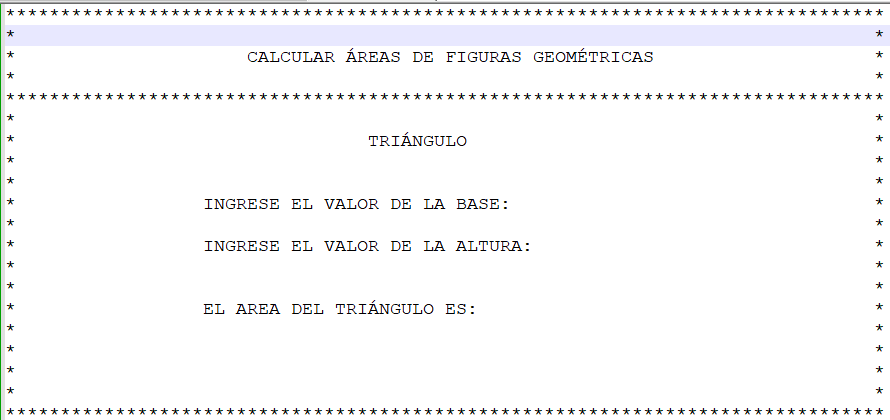 * * * * * * * * * * * * * * * * * * * * * * * * * * * * * * * * * * * * * * * *
* *
* CALCULAR ÁREAS DE FIGURAS GEOMÉTRICAS *
* *
* * * * * * * * * * * * * * * * * * * * * * * * * * * * * * * * * * * * * * * *
* *
* TRIÁNGULO *
* *
* *
* INGRESE EL VALOR DE LA BASE: *
* *
* INGRESE EL VALOR DE LA ALTURA: *
* *
* *
* EL AREA DEL TRIÁNGULO ES: *
* *
* *
* *
* *
* * * * * * * * * * * * * * * * * * * * * * * * * * * * * * * * * * * * * * * *